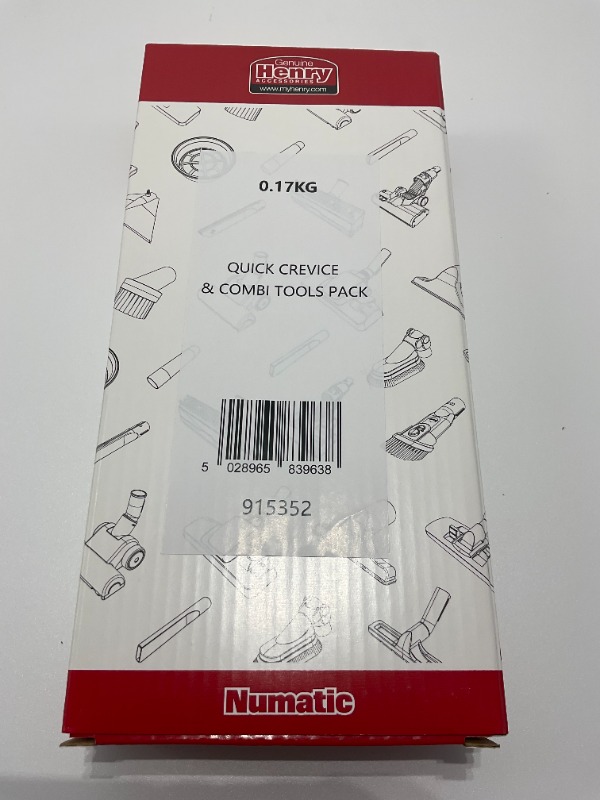 Genuine
Henry
ACCESSORIES
www.myhenry.com
0.17KG
QUICK CREVICE
& COMBI TOOLS PACK
5 028965 839638
915352
Numatic